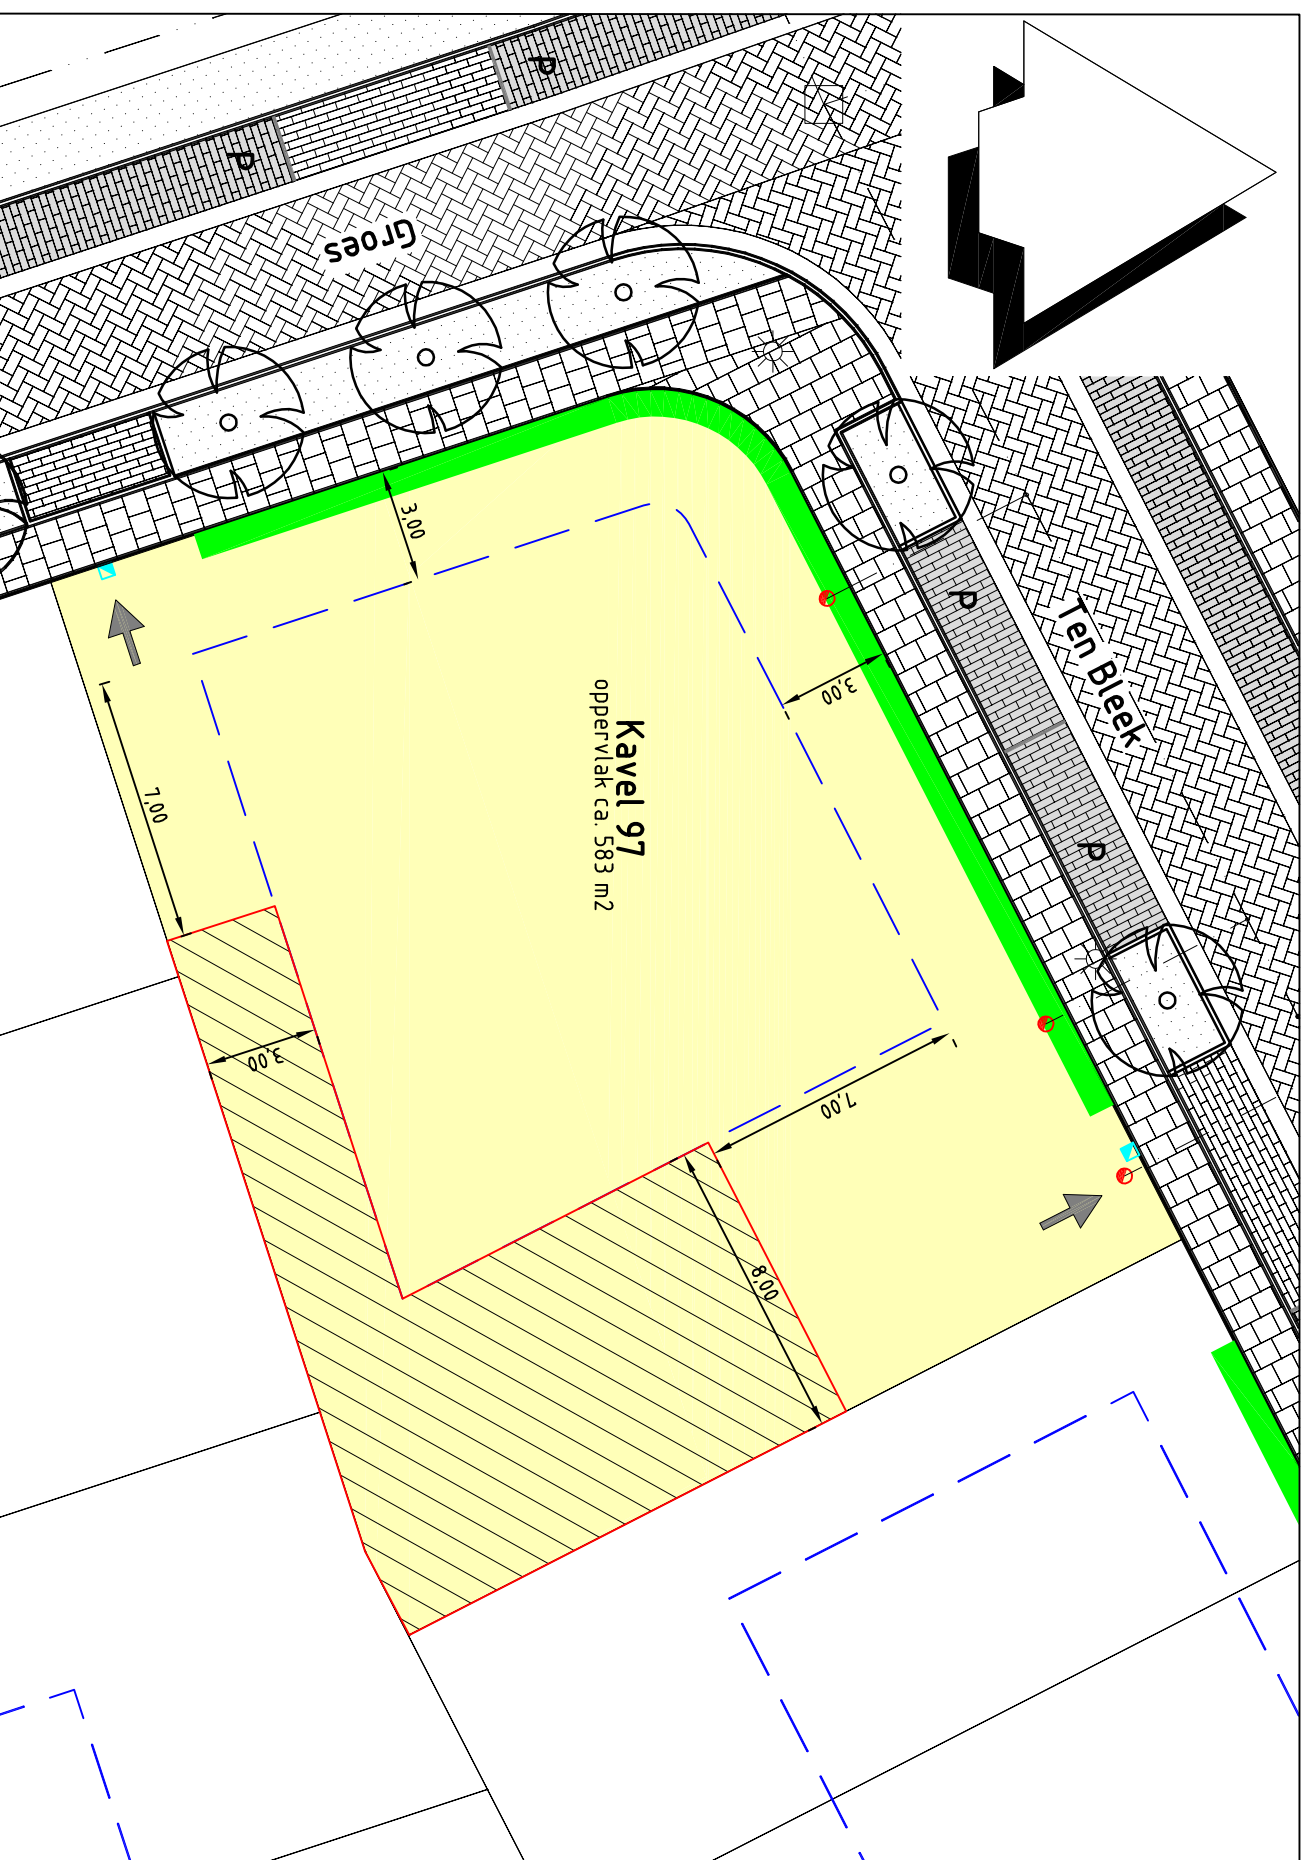 P
P
Groes
3,00
P
Ten Bleek
3,00
Kavel 97
oppervlak ca. 583 m2
7,00
P
3,00
7,00
8,00